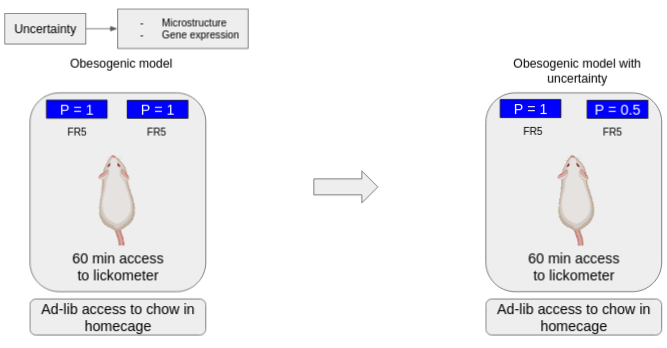 Uncertainty
- Microstructure
- Gene expression
Obesogenic model
P = 1
P = 1
FR5
FR5
60 min access
to lickometer
Ad-lib access to chow in
homecage
Obesogenic model with
uncertainty
P = 1
P = 0.5
FR5
FR5
60 min access
to lickometer
Ad-lib access to chow in
homecage